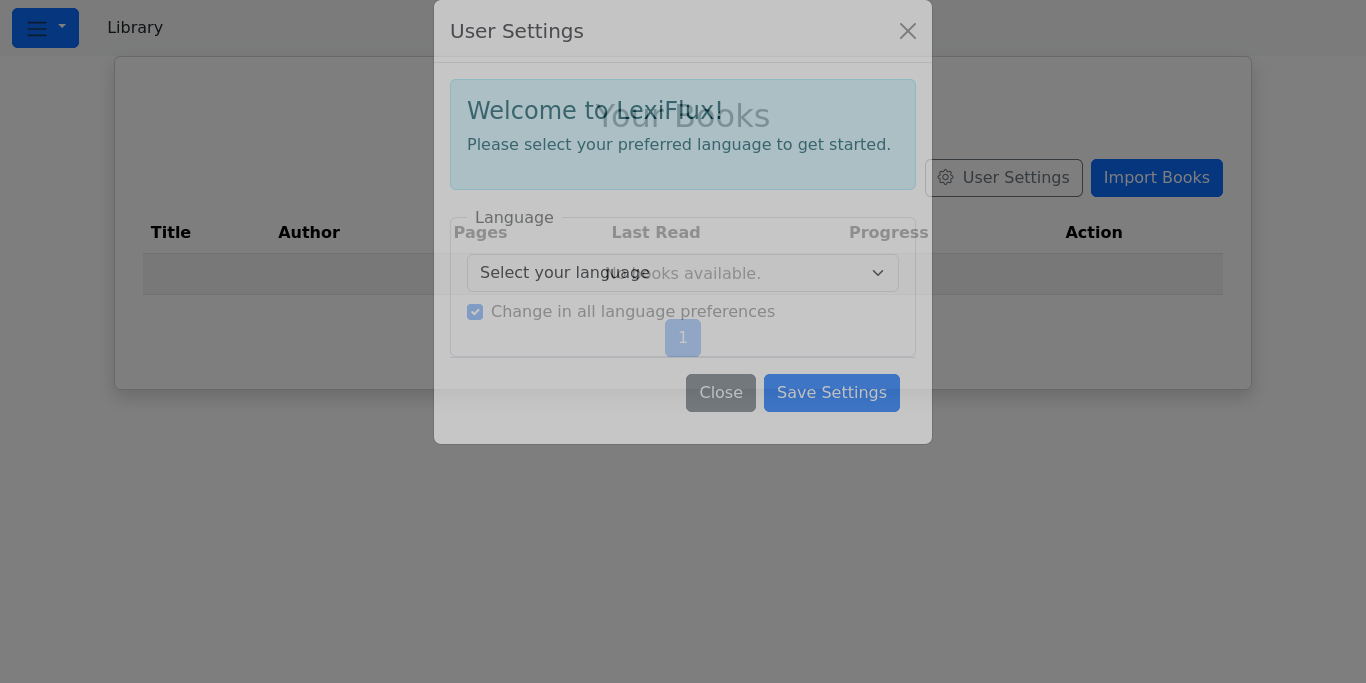 Library
User Settings
Welcome to LexiFlux!
Your Books
Please select your preferred language to get started.
User Settings
Import Books
Language
Title Author Pages Last Read Progress Action
Select your language
No books available.
Change in all language preferences
1
Close Save Settings